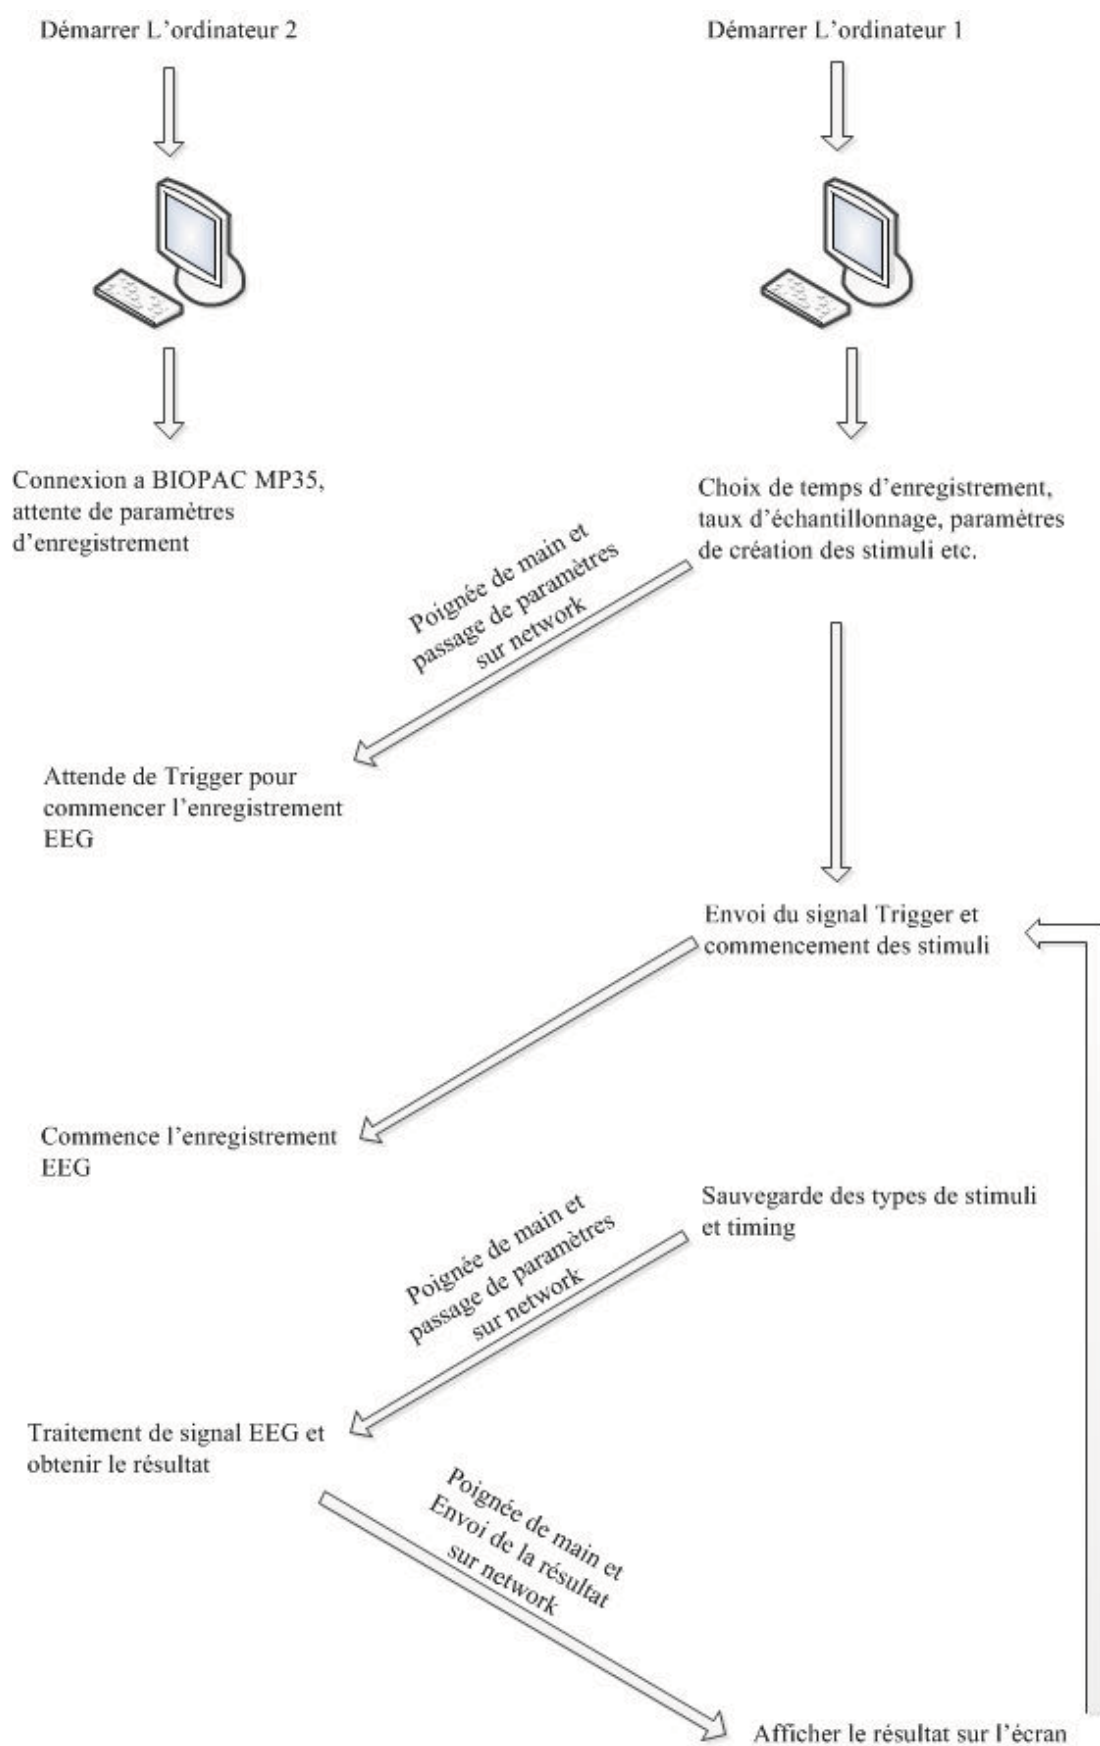 Démarrer L'ordinateur 2
Démarrer L'ordinateur 1
Connexion a BIOPAC MP35,
attente de paramètres
d'enregistrement
Choix de temps d'enregistrement,
taux d'échantillonnage, paramètres
de création des stimuli etc.
Poignée de main et
passage de paramètres
sur network
Attende de Trigger pour
commencer l'enregistrement
EEG
Envoi du signal Trigger et
commencement des stimuli
Commence l'enregistrement
EEG
Sauvegarde des types de stimuli
et timing
Poignée de main et
passage de paramètres
sur network
Traitement de signal EEG et
obtenir le résultat
Poignée de main et
Envoi de la résultat
sur network
Afficher le résultat sur l'écran